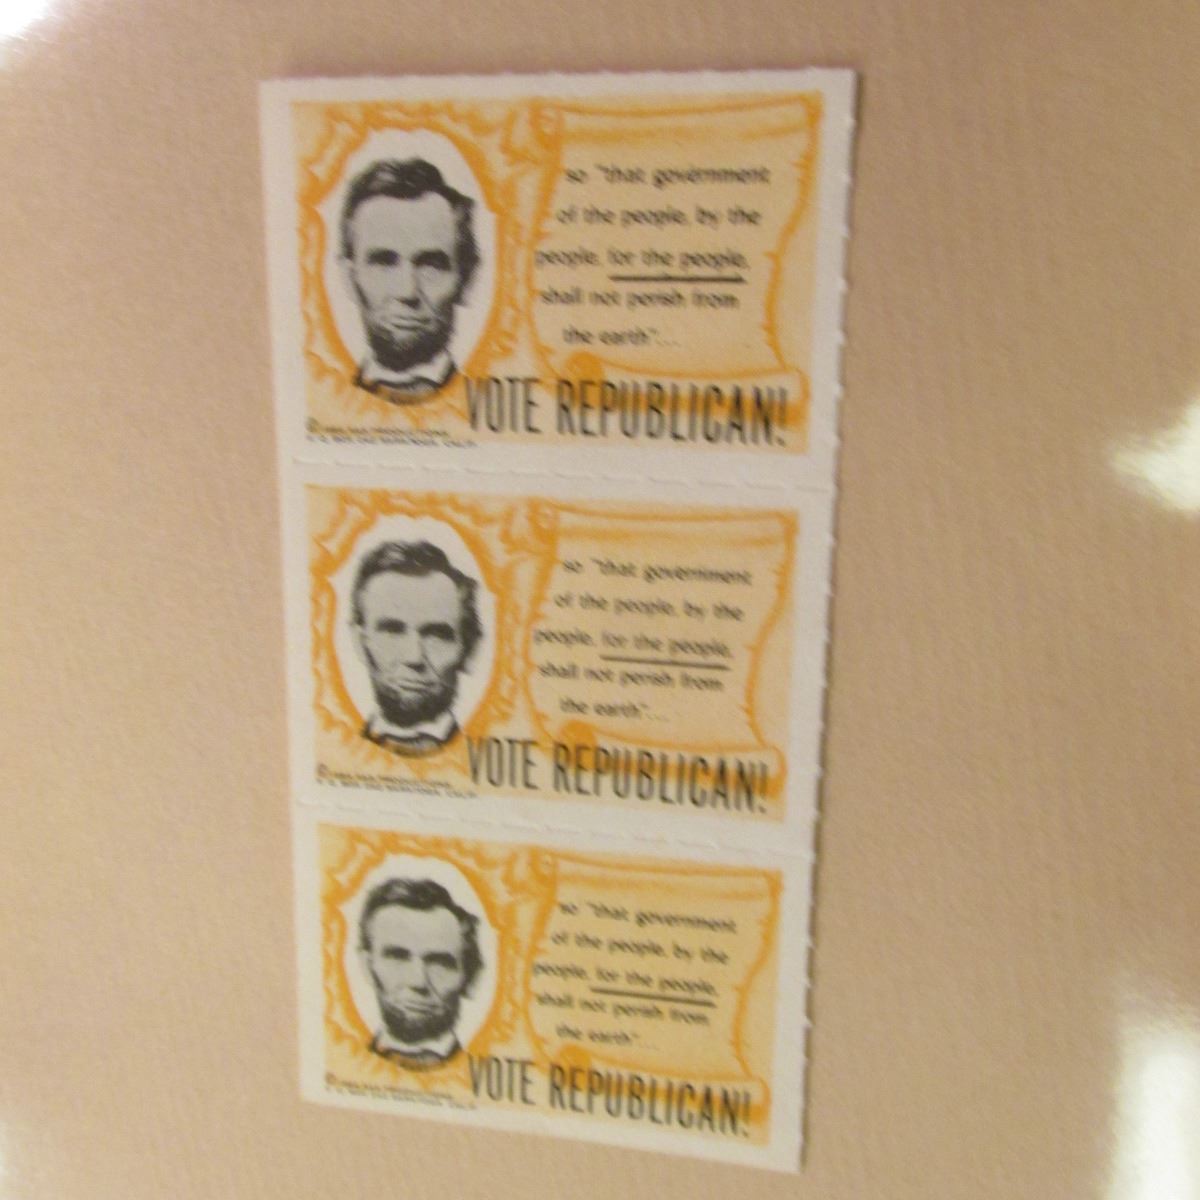 so "that government
of the people, by the
people, for the people,
shall not perish from
the earth"...
VOTE REPUBLICAN!
so "that government
of the people, by the
people, for the people,
shall not perish from
the earth"...
VOTE REPUBLICAN!
so "that government
of the people, by the
people, for the people,
shall not perish from
the earth"...
VOTE REPUBLICAN!